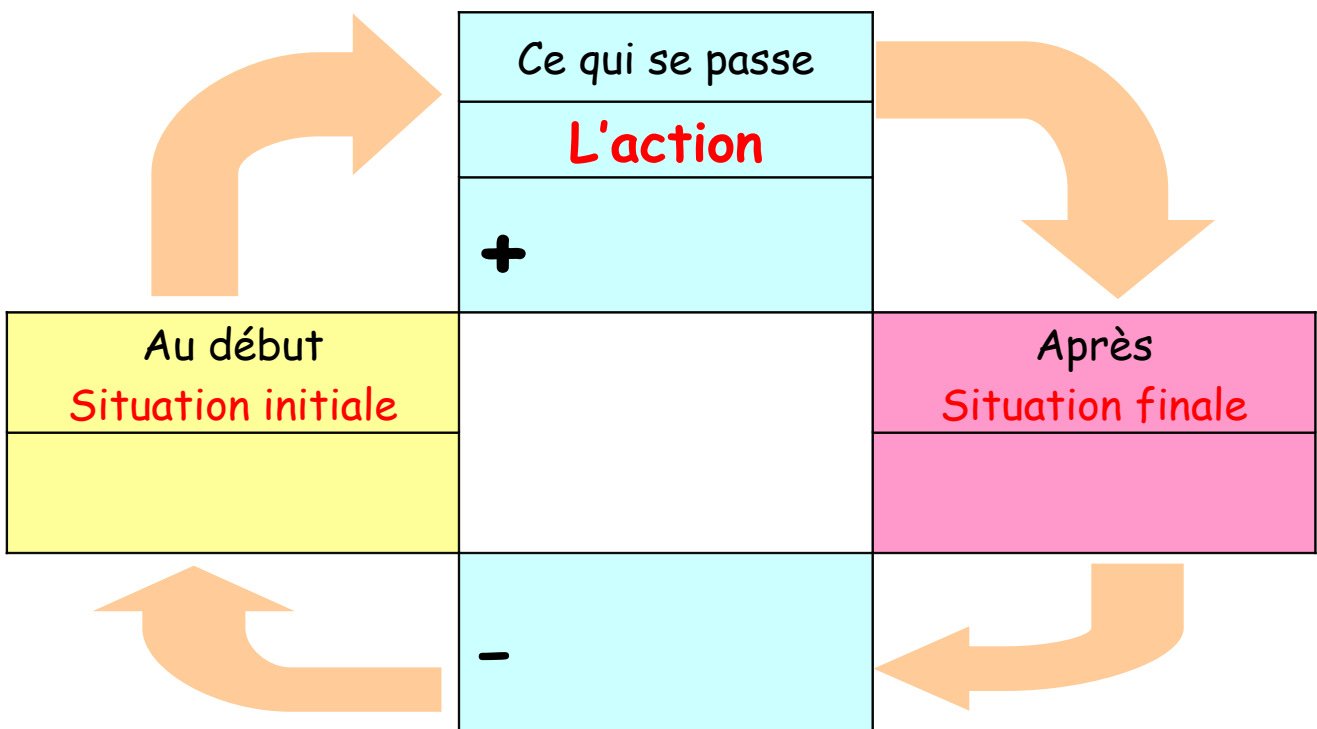 Ce qui se passe
L'action
+
Au début
Situation initiale
Après
Situation finale
-